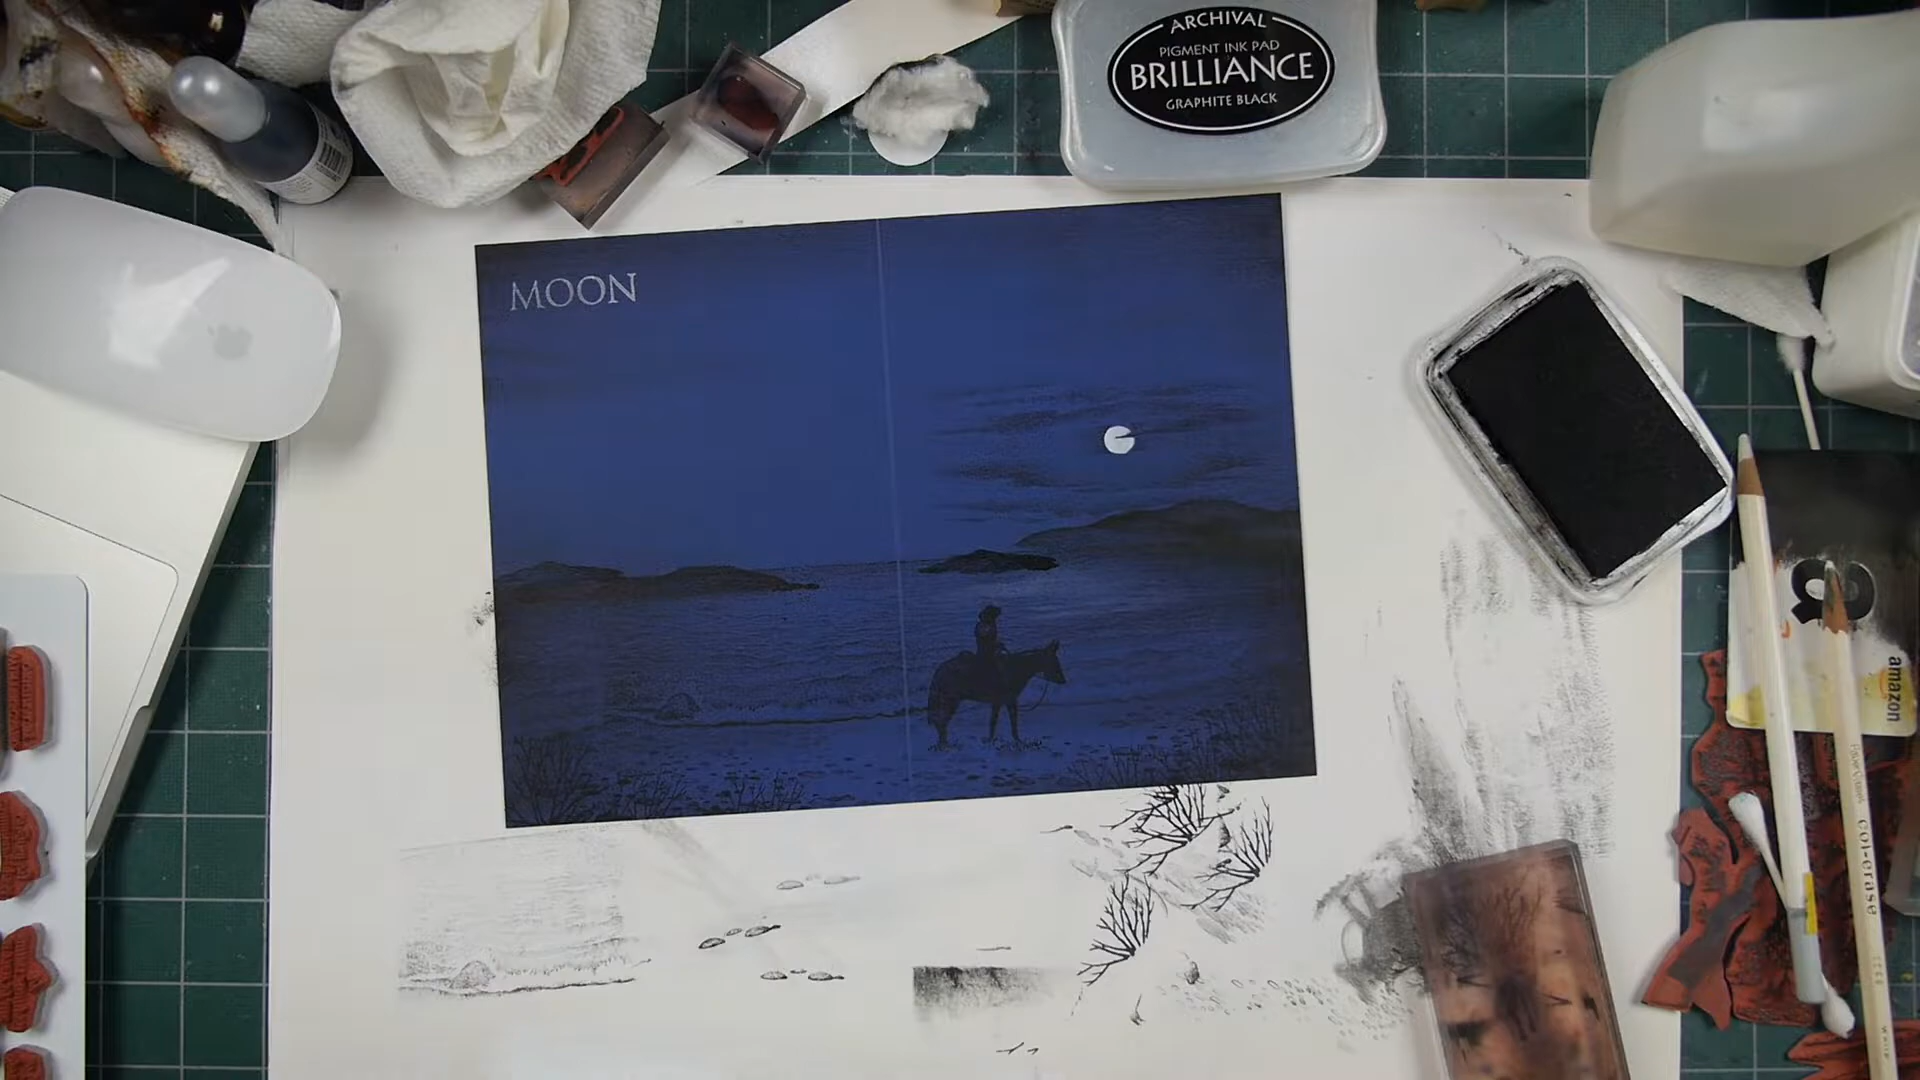 ARCHIVAL
PIGMENT INK PAD
BRILLIANCE
GRAPHITE BLACK
MOON
amazon
col-erase